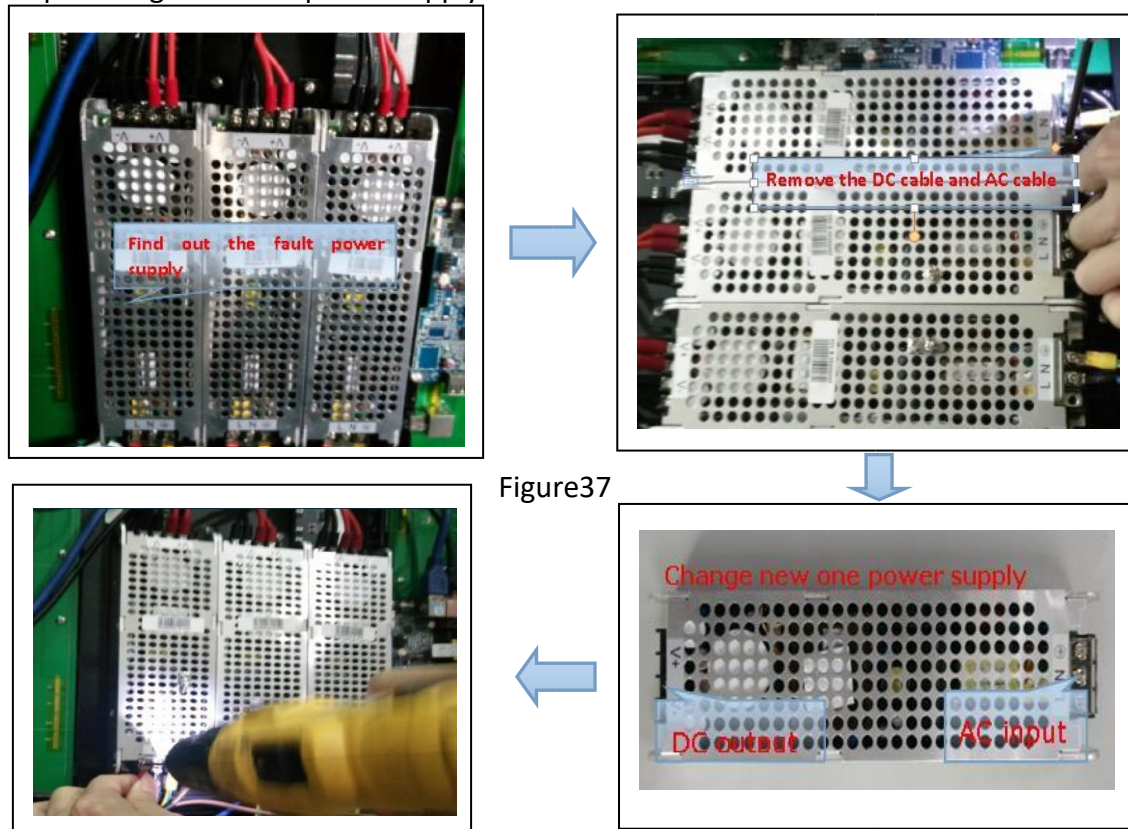 -V +V
-V +V
-V +V
Find out the fault power
supply
L N
L N
L N
Remove the DC cable and AC cable
L N
L N
L N
Figure37
Change new one power supply
V+
N
DC output
AC input